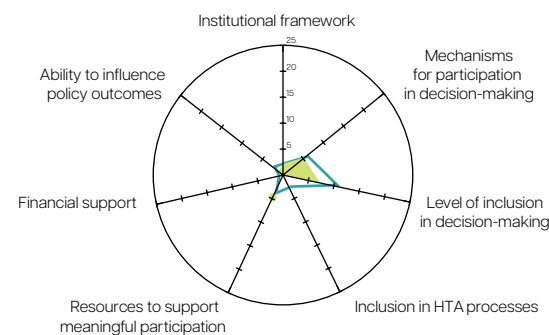 Institutional framework
25
20
15
10
5
Mechanisms
for participation
in decision-making
Ability to influence
policy outcomes
Financial support
Level of inclusion
in decision-making
Resources to support
meaningful participation
Inclusion in HTA processes